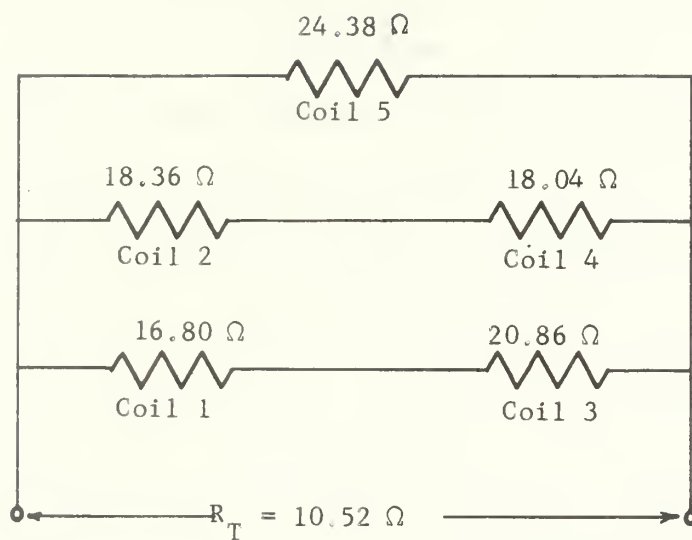 24.38 Ω
Coil 5
18.36 Ω 18.04 Ω
Coil 2 Coil 4
16.80 Ω 20.86 Ω
Coil 1 Coil 3
R_T = 10.52 Ω